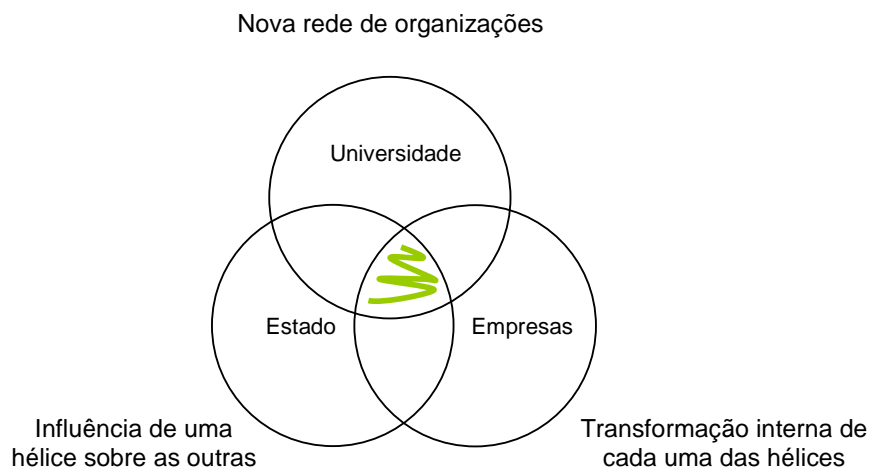 Nova rede de organizações
Universidade
Estado
Empresas
Influência de uma
hélice sobre as outras
Transformação interna de
cada uma das hélices